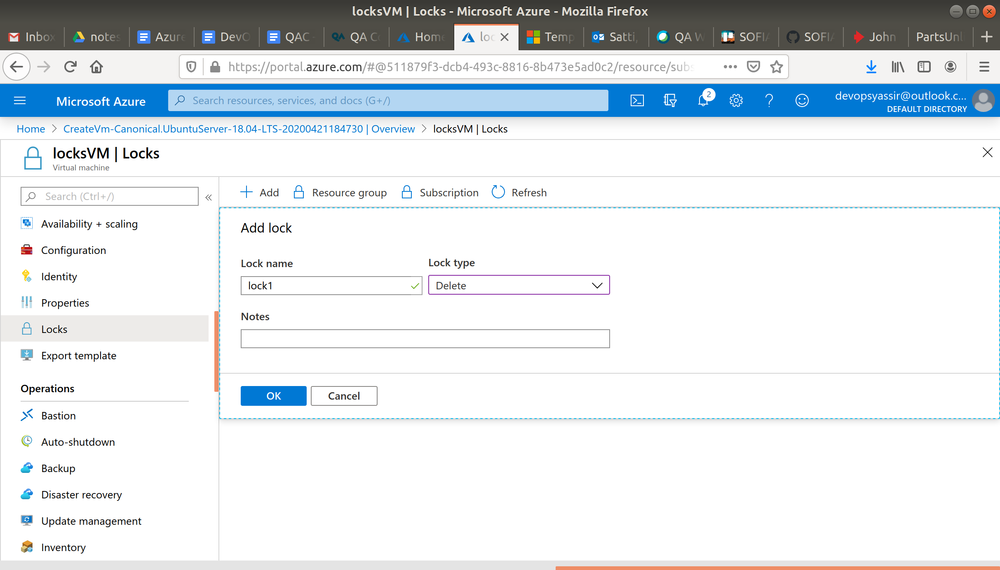 locksVM | Locks - Microsoft Azure - Mozilla Firefox
Inbox notes Azure DevO QAC - QA Co Home loc Temp Satti, QA W SOFIA SOFIA John PartsUnl
https://portal.azure.com/#@511879f3-dcb4-493c-8816-8b473e5ad0c2/resource/subs
Microsoft Azure
Search resources, services, and docs (G+/)
2
devopsyassir@outlook.c...
DEFAULT DIRECTORY
Home > CreateVm-Canonical.UbuntuServer-18.04-LTS-20200421184730 | Overview > locksVM | Locks
locksVM | Locks
Virtual machine
Search (Ctrl+/)
«
Availability + scaling
Configuration
Identity
Properties
Locks
Export template
Operations
Bastion
Auto-shutdown
Backup
Disaster recovery
Update management
Inventory
Add Resource group Subscription Refresh
Add lock
Lock name Lock type
lock1 Delete
Notes
OK Cancel